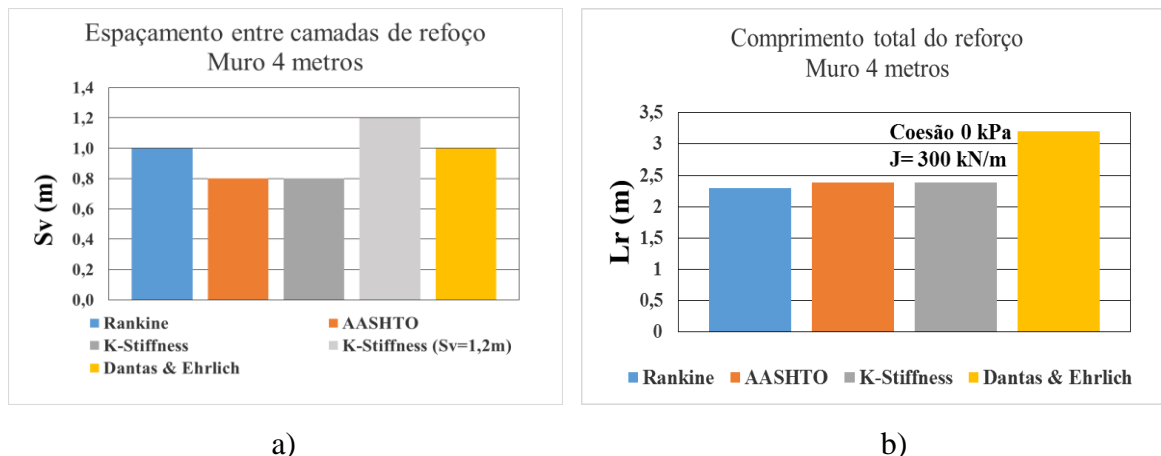 Espaçamento entre camadas de refoço
Muro 4 metros
1,4
1,2
1,0
0,8
0,6
0,4
0,2
0,0
Sv (m)
Rankine
AASHTO
K-Stiffness
K-Stiffness (Sv=1,2m)
Dantas & Ehrlich
a)
Comprimento total do reforço
Muro 4 metros
3,5
3
2,5
2
1,5
1
0,5
0
Lr (m)
Coesão 0 kPa
J= 300 kN/m
Rankine
AASHTO
K-Stiffness
Dantas & Ehrlich
b)